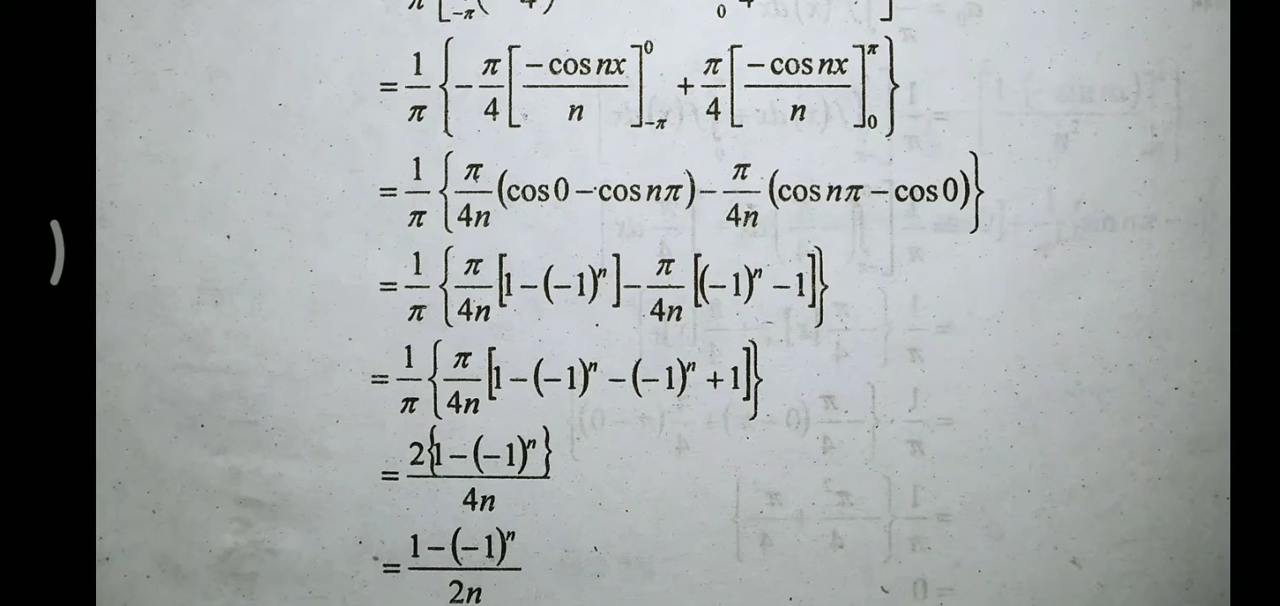 = 1/π { − π/4 [ −cos nx / n ]_{−π}^{0} + π/4 [ −cos nx / n ]_{0}^{π} }
= 1/π { π/4n (cos 0 − cos nπ) − π/4n (cos nπ − cos 0) }
= 1/π { π/4n [1 − (−1)^n] − π/4n [(−1)^n − 1] }
= 1/π { π/4n [1 − (−1)^n − (−1)^n + 1] }
= 2{1 − (−1)^n} / 4n
= 1 − (−1)^n / 2n